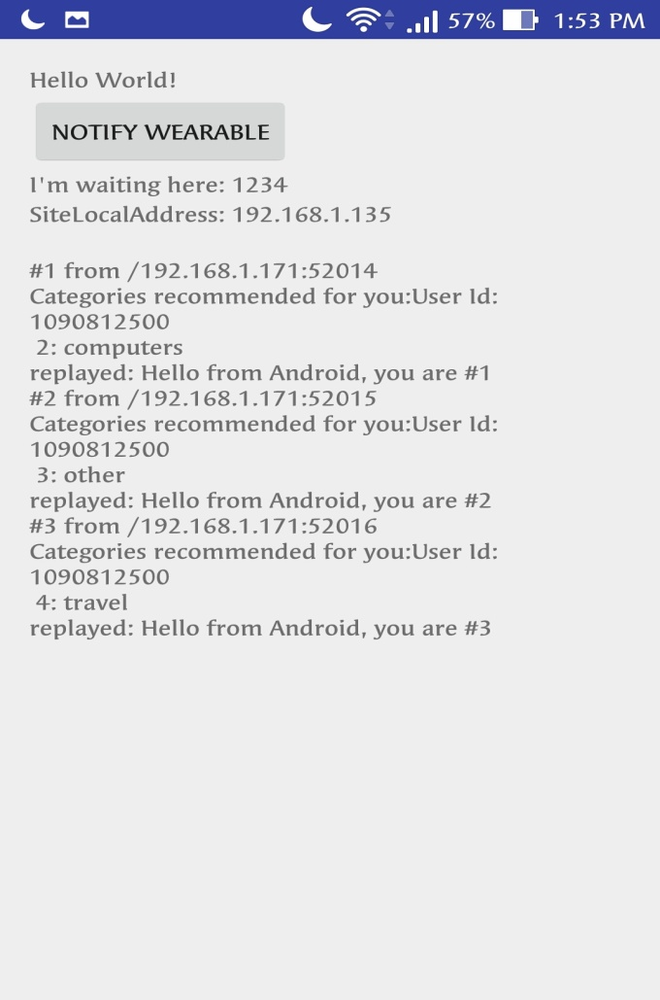 57% 1:53 PM
Hello World!
NOTIFY WEARABLE
I'm waiting here: 1234
SiteLocalAddress: 192.168.1.135
#1 from /192.168.1.171:52014
Categories recommended for you:User Id:
1090812500
2: computers
replayed: Hello from Android, you are #1
#2 from /192.168.1.171:52015
Categories recommended for you:User Id:
1090812500
3: other
replayed: Hello from Android, you are #2
#3 from /192.168.1.171:52016
Categories recommended for you:User Id:
1090812500
4: travel
replayed: Hello from Android, you are #3